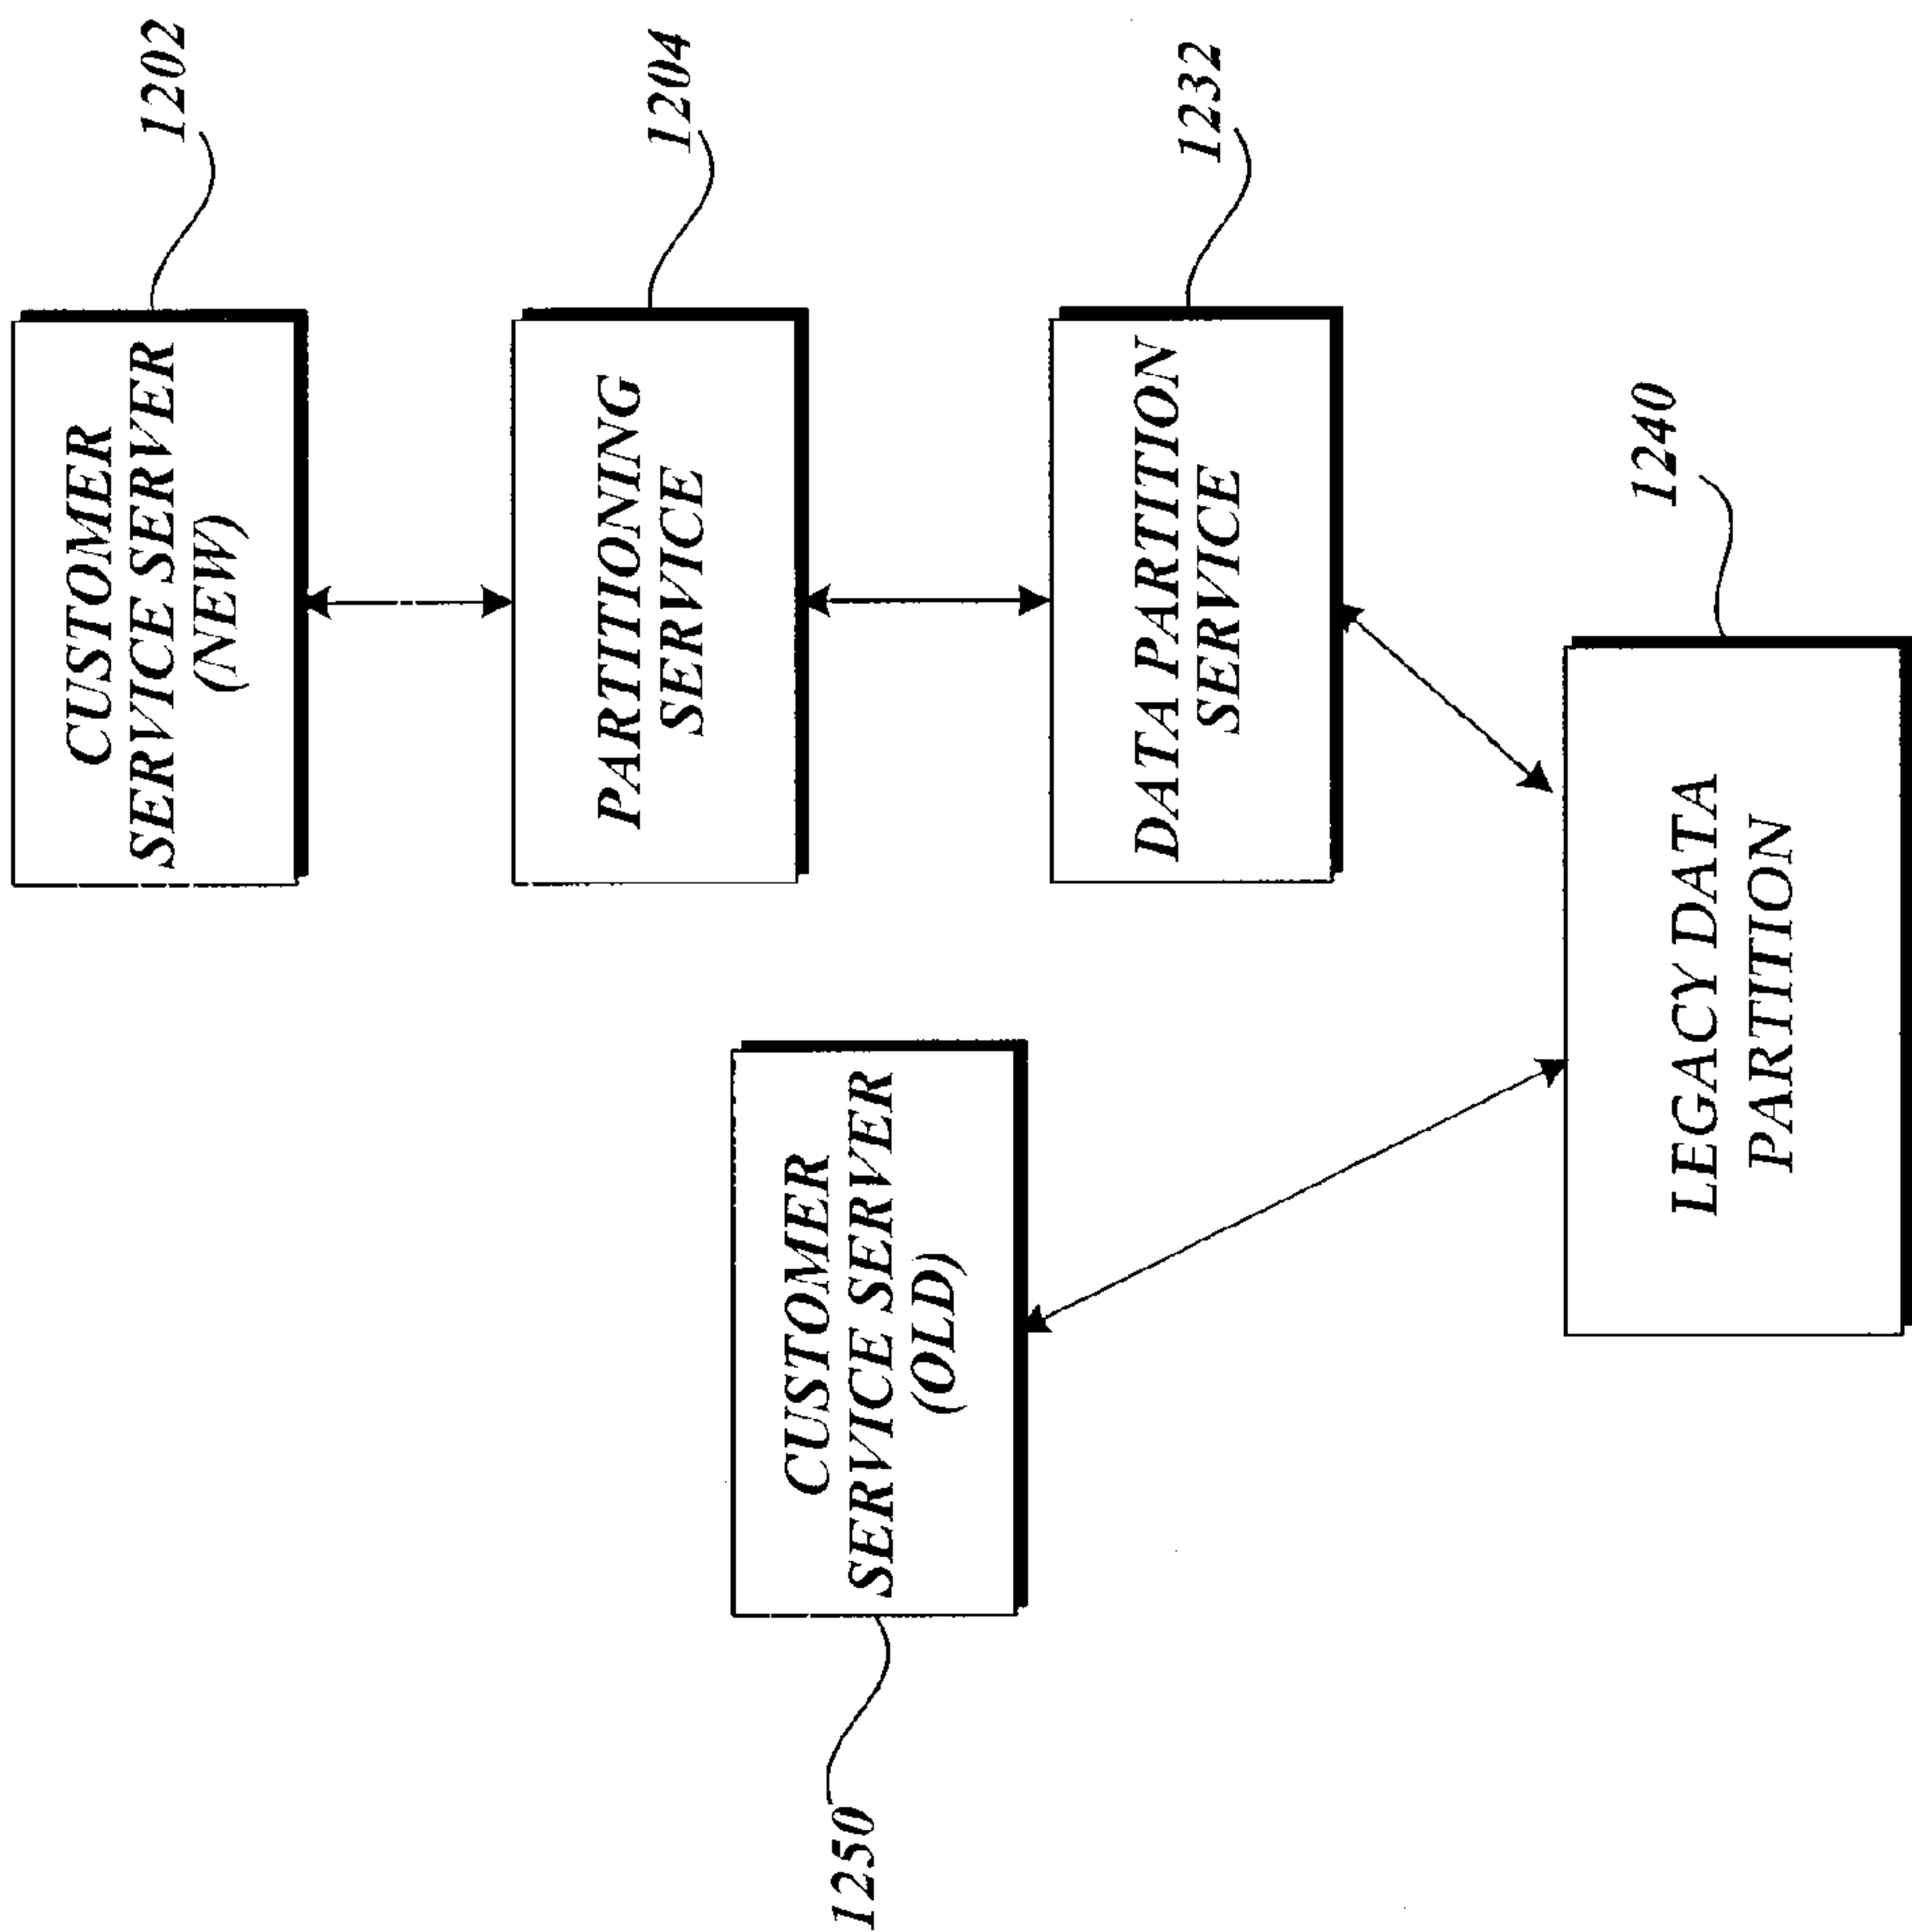 1202
CUSTOMER
SERVICE SERVER
(NEW)
1204
PARTITIONING
SERVICE
1232
DATA PARTITION
SERVICE
1250
CUSTOMER
SERVICE SERVER
(OLD)
1240
LEGACY DATA
PARTITION